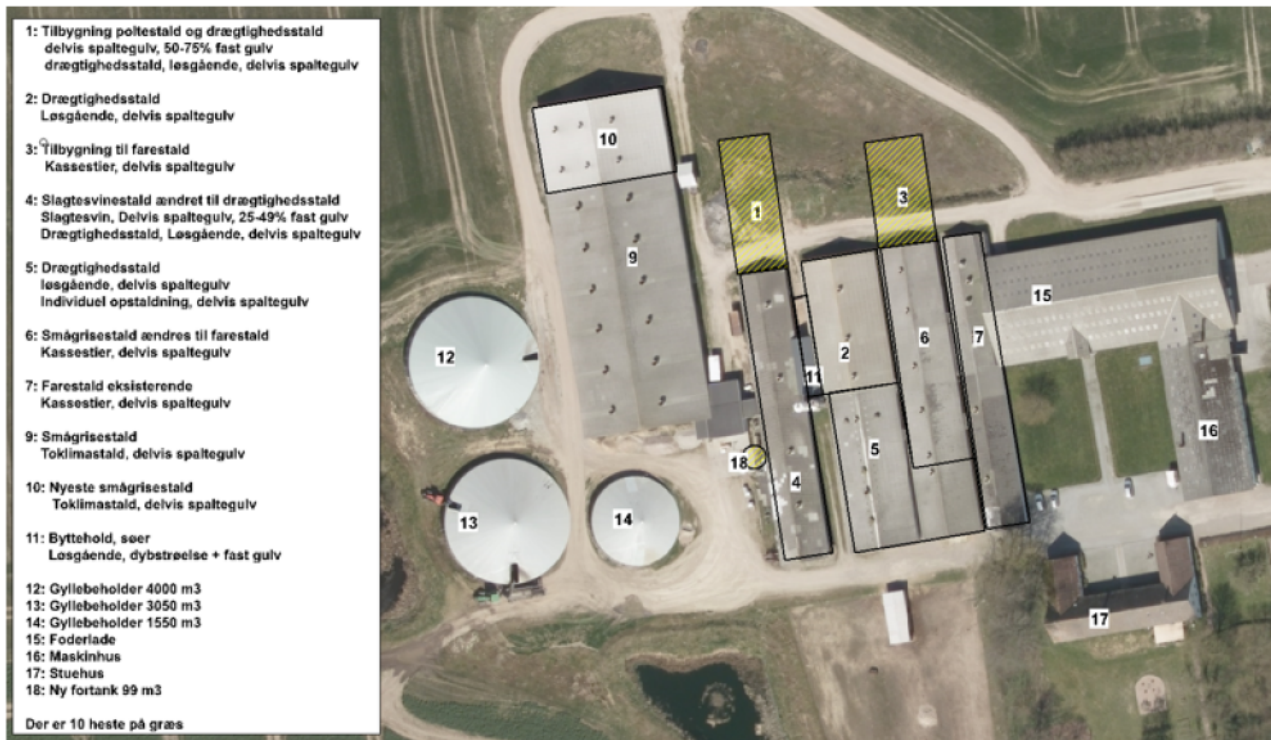 1: Tilbygning poltestald og drægtighedsstald
delvis spaltegulv, 50-75% fast gulv
drægtighedsstald, løsgående, delvis spaltegulv
2: Drægtighedsstald
Løsgående, delvis spaltegulv
3: Tilbygning til farestald
Kassestier, delvis spaltegulv
4: Slagtesvinestald ændret til drægtighedsstald
Slagtesvin, Delvis spaltegulv, 25-49% fast gulv
Drægtighedsstald, Løsgående, delvis spaltegulv
5: Drægtighedsstald
løsgående, delvis spaltegulv
Individuel opstaldning, delvis spaltegulv
6: Smågrisestald ændres til farestald
Kassestier, delvis spaltegulv
7: Farestald eksisterende
Kassestier, delvis spaltegulv
9: Smågrisestald
Toklimastald, delvis spaltegulv
10: Nyeste smågrisestald
Toklimastald, delvis spaltegulv
11: Byttehold, søer
Løsgående, dybstrøelse + fast gulv
12: Gyllebeholder 4000 m3
13: Gyllebeholder 3050 m3
14: Gyllebeholder 1550 m3
15: Foderlade
16: Maskinhus
17: Stuehus
18: Ny fortank 99 m3
Der er 10 heste på græs
10
1
3
9
15
12
2
6
7
11
16
5
18
4
13
14
17